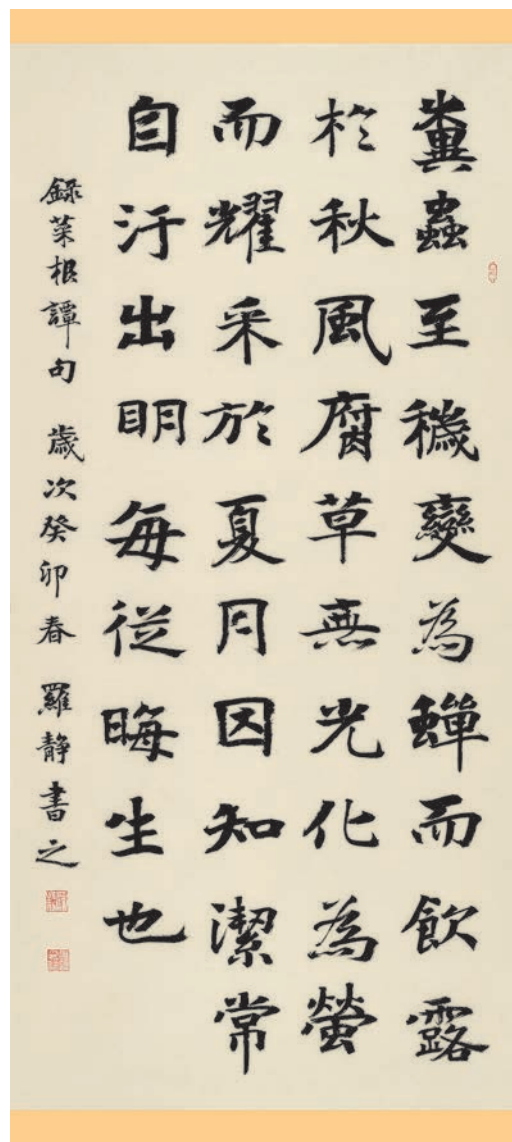 糞蟲至穢變為蟬而飲露
於秋風腐草無光化為螢
而耀采於夏月因知潔常
自汙出明每從晦生也
錄菜根譚句 歲次癸卯春 羅靜書之